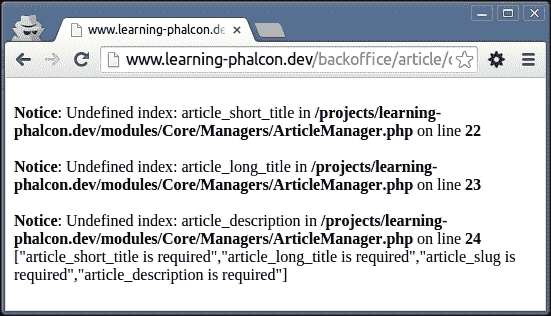 www.learning-phalcon.de
www.learning-phalcon.dev/backoffice/article/c
Notice: Undefined index: article_short_title in /projects/learning-
phalcon.dev/modules/Core/Managers/ArticleManager.php on line 22
Notice: Undefined index: article_long_title in /projects/learning-
phalcon.dev/modules/Core/Managers/ArticleManager.php on line 23
Notice: Undefined index: article_description in /projects/learning-
phalcon.dev/modules/Core/Managers/ArticleManager.php on line 24
["article_short_title is required","article_long_title is required","article_slug is
required","article_description is required"]